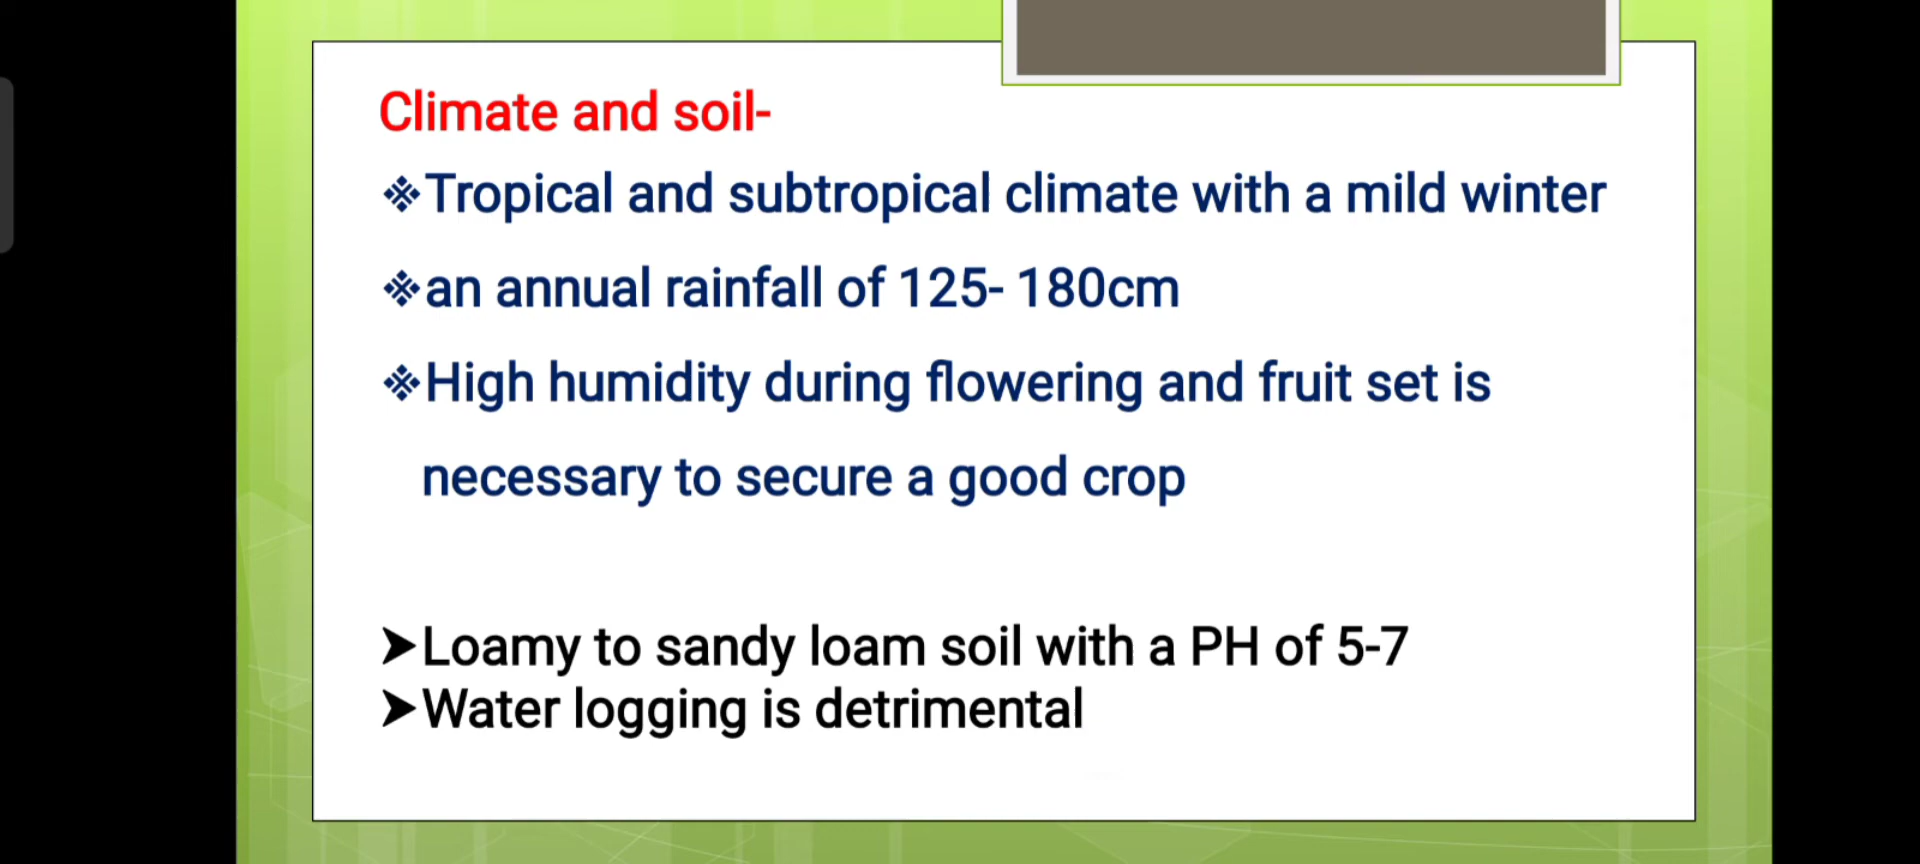 Climate and soil-
❖Tropical and subtropical climate with a mild winter
❖an annual rainfall of 125- 180cm
❖High humidity during flowering and fruit set is
necessary to secure a good crop
➤Loamy to sandy loam soil with a PH of 5-7
➤Water logging is detrimental